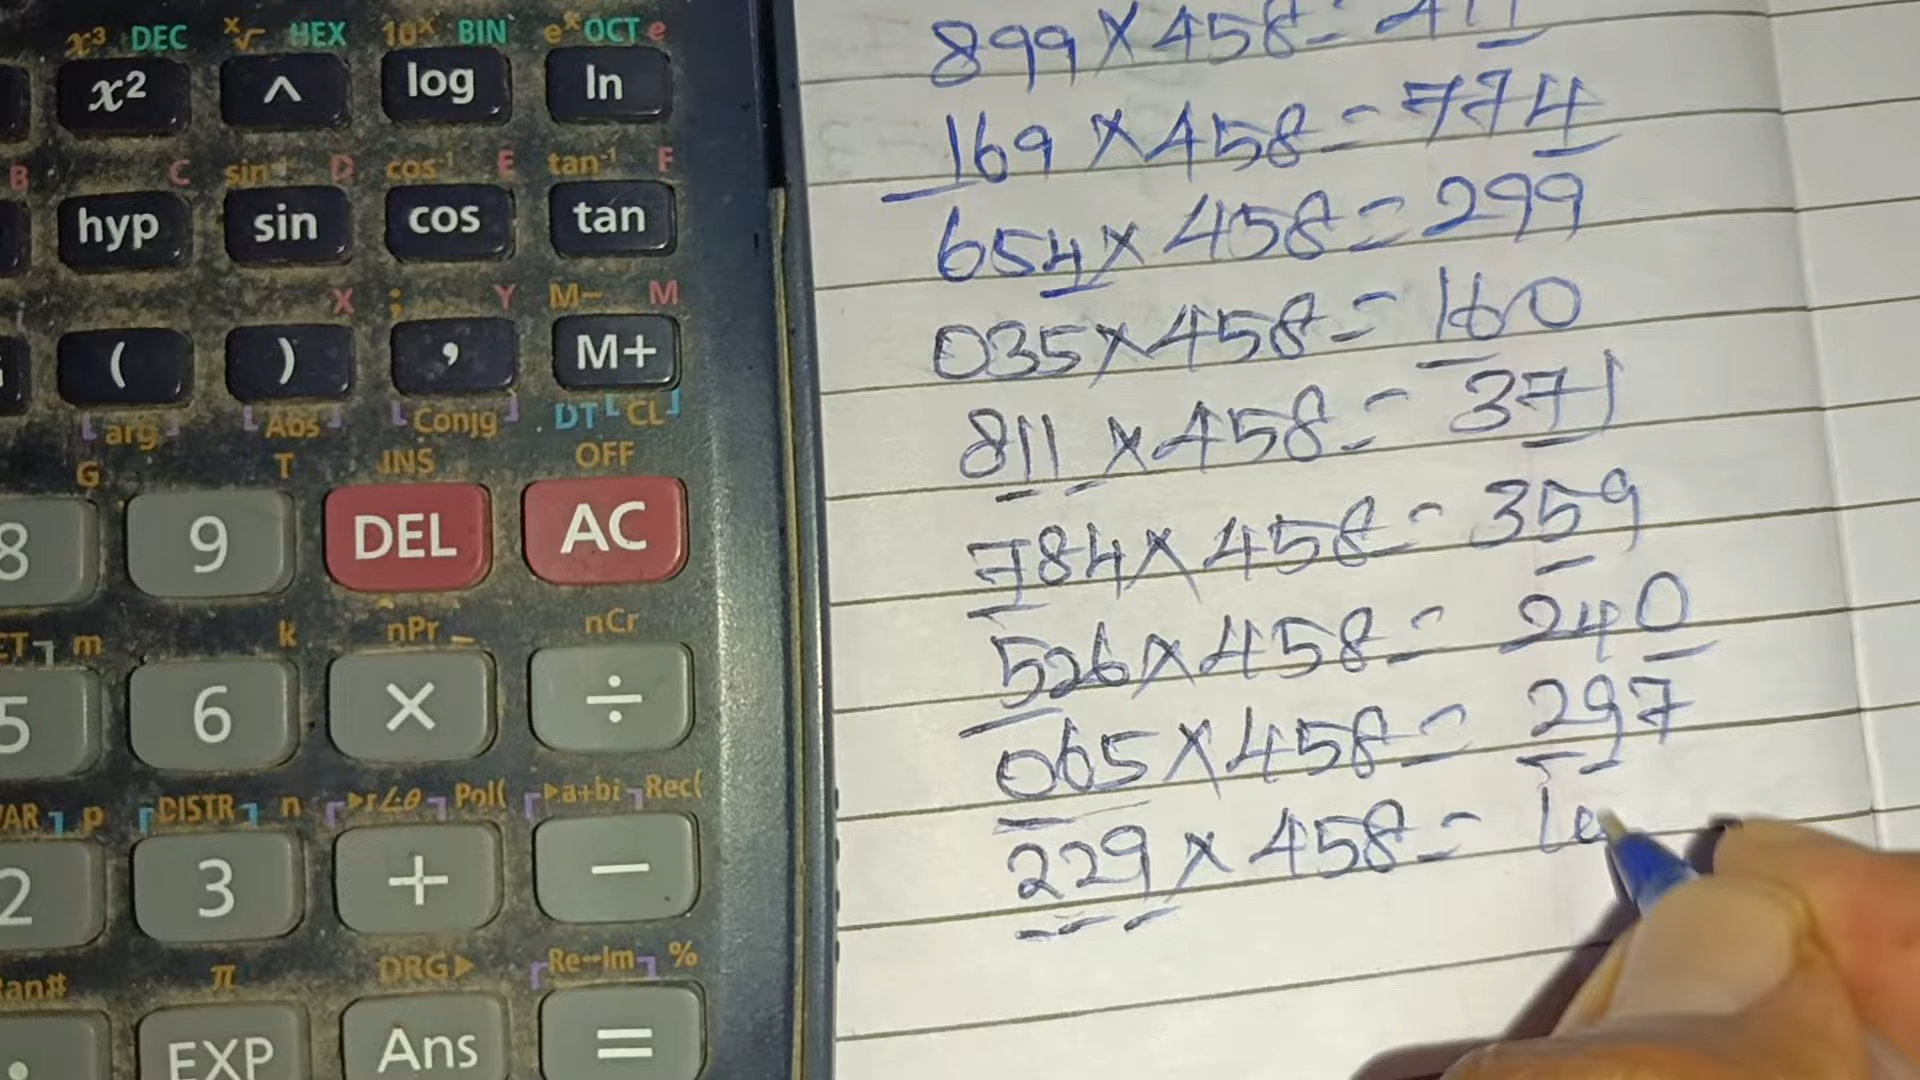 x³ DEC ˣ√ HEX 10ˣ BIN eˣ OCT e
x² ^ log ln
B C sin⁻¹ D cos⁻¹ E tan⁻¹ F
hyp sin cos tan
X ; Y M− M
( ) , M+
arg Abs Conjg DT CL
G T INS OFF
8 9 DEL AC
m k nPr nCr
5 6 × ÷
p DISTR n ►r∠θ Pol( ►a+bi Rec(
2 3 + −
π DRG► Re↔Im %
. EXP Ans =
899×458=411
169×458=774
654×458=299
035×458=160
811×458=371
784×458=359
526×458=240
065×458=297
229×458=1